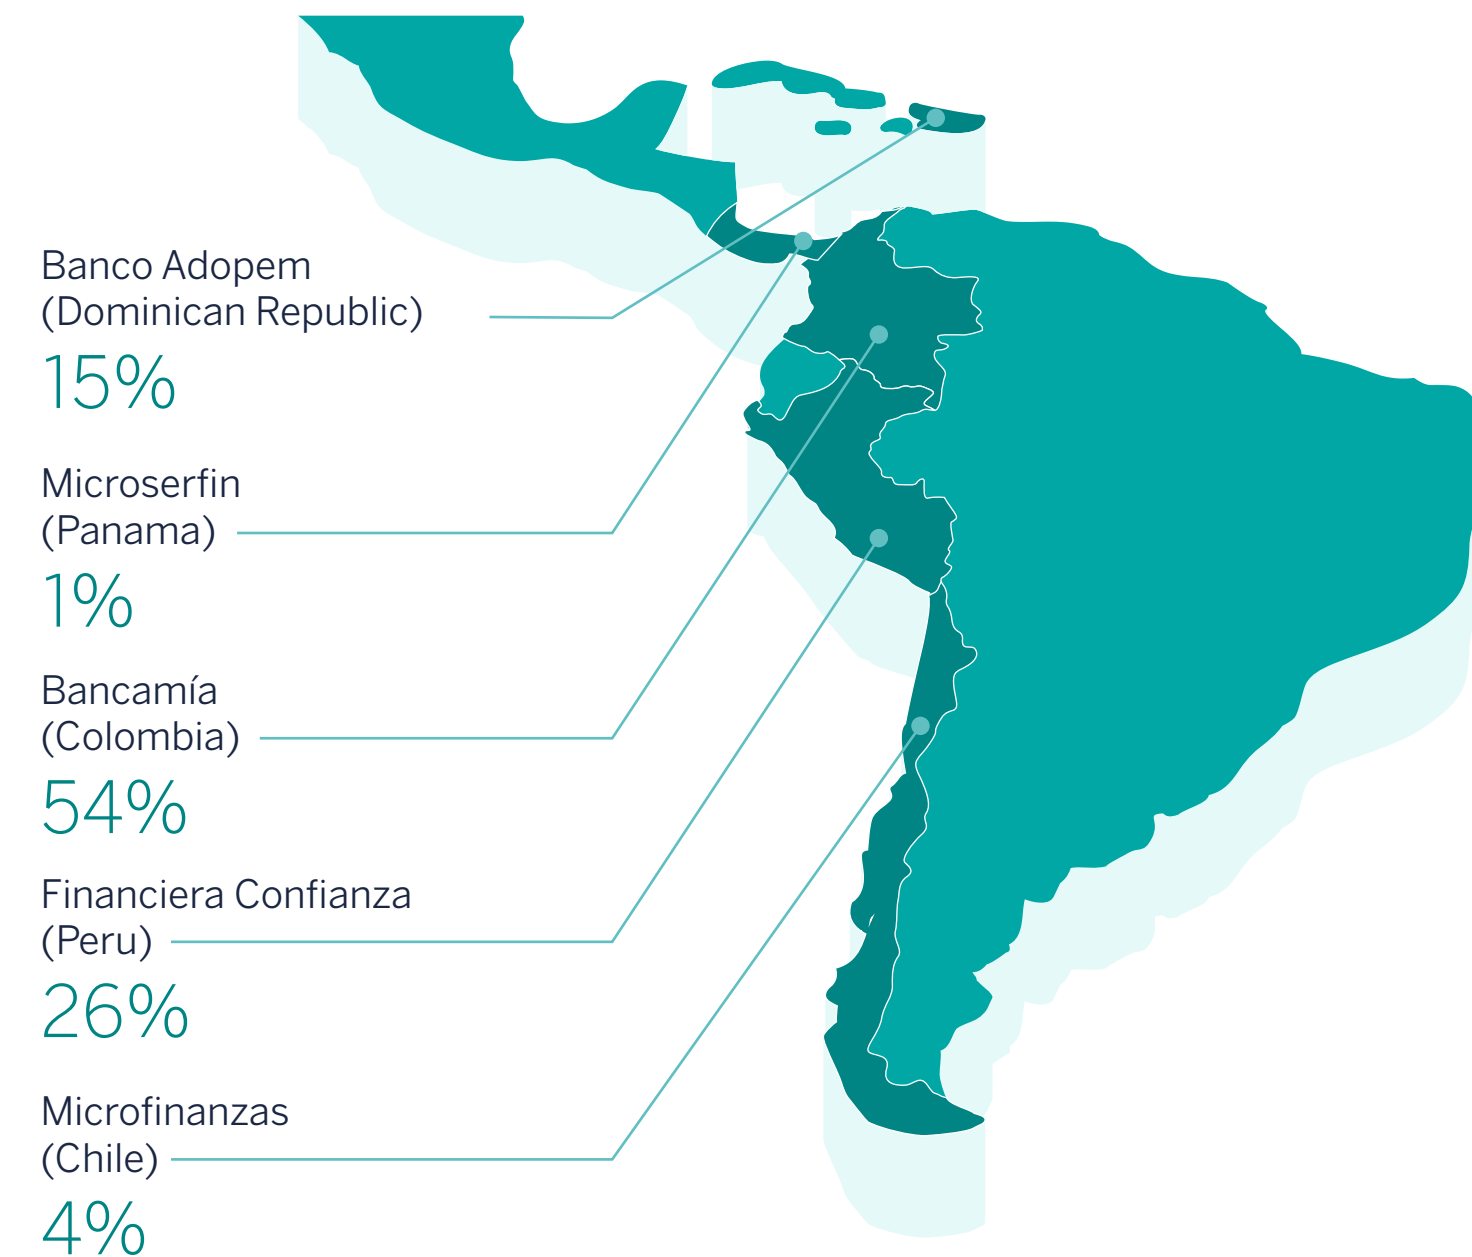 Banco Adopem
(Dominican Republic)
15%
Microserfin
(Panama)
1%
Bancamía
(Colombia)
54%
Financiera Confianza
(Peru)
26%
Microfinanzas
(Chile)
4%